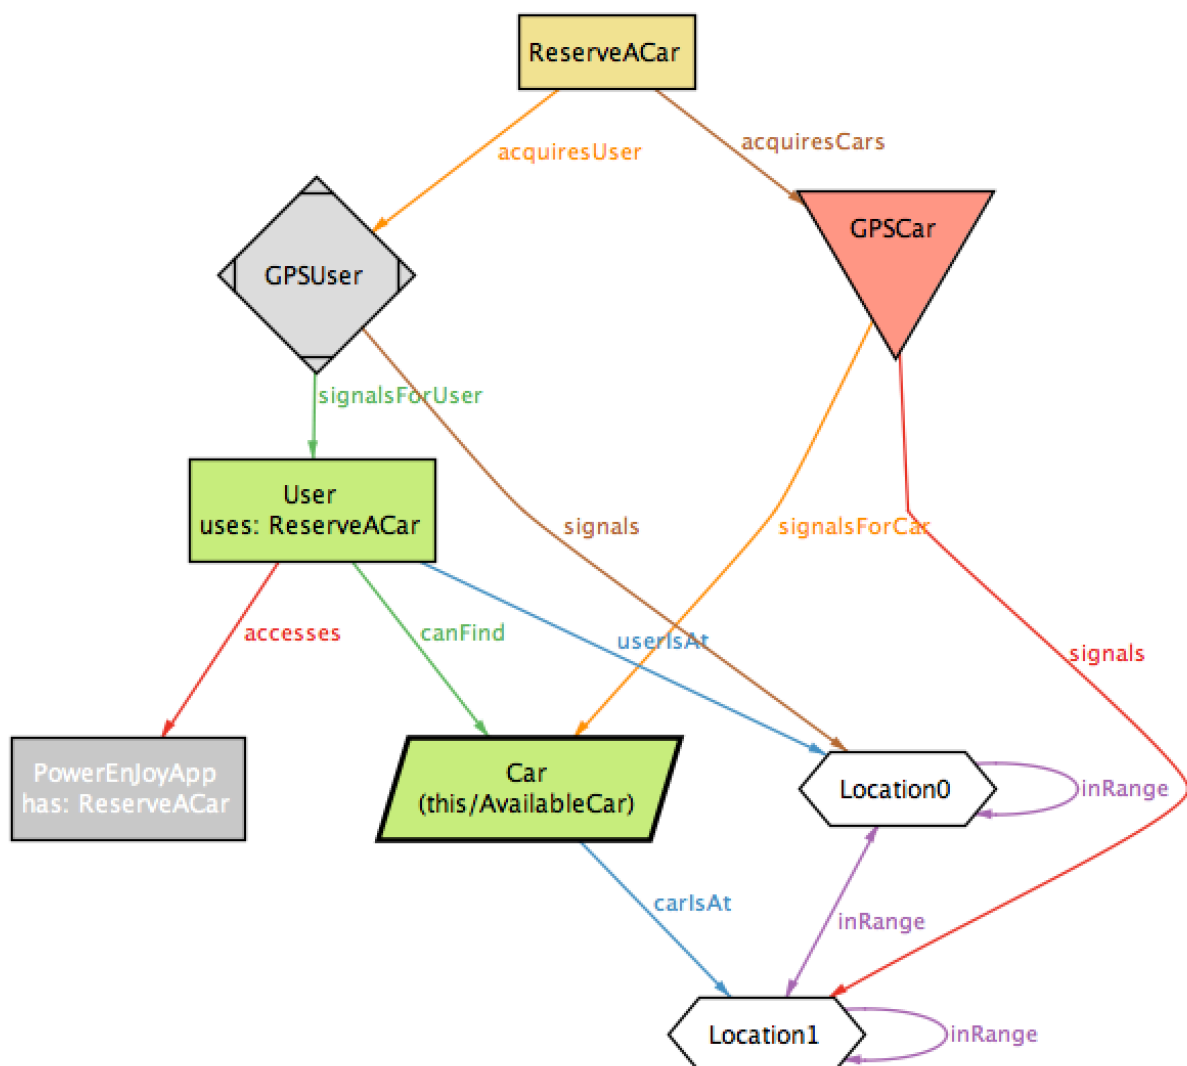 ReserveACar
acquiresUser
acquiresCars
GPSCar
GPSUser
signalsForUser
User
uses: ReserveACar
signals
signalsForCar
accesses
canFind
userIsAt
signals
PowerEnJoyApp
has: ReserveACar
Car
(this/AvailableCar)
Location0
inRange
carIsAt
inRange
Location1
inRange